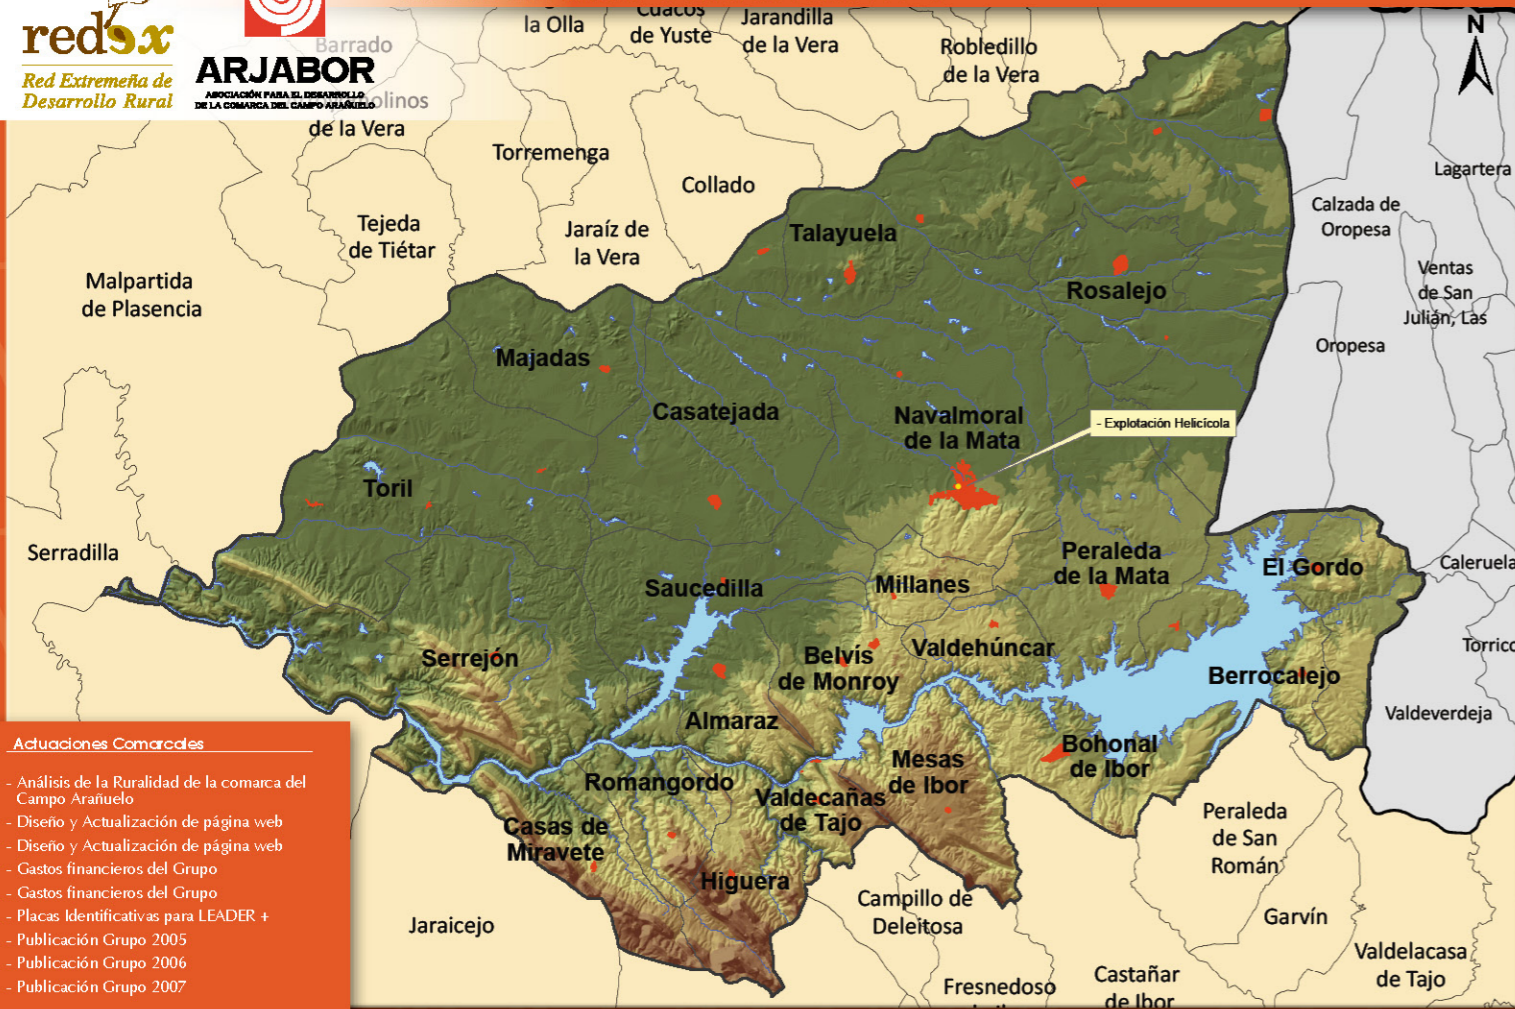 redex
Red Extremeña de
Desarrollo Rural
ARJABOR
ASOCIACIÓN PARA EL DESARROLLO
DE LA COMARCA DEL CAMPO ARAÑUELO
Barrado
olinos
de la Vera
la Olla
Cuacos
de Yuste
Jarandilla
de la Vera
Robledillo
de la Vera
N
Torremenga
Collado
Tejeda
de Tiétar
Jaraíz de
la Vera
Malpartida
de Plasencia
Serradilla
Lagartera
Calzada de
Oropesa
Ventas
de San
Julián, Las
Oropesa
Caleruela
Torrico
Valdeverdeja
Talayuela
Rosalejo
Majadas
Casatejada
Navalmoral
de la Mata
- Explotación Helicícola
Toril
Saucedilla
Millanes
Peraleda
de la Mata
El Gordo
Serrejón
Belvís
de Monroy
Valdehúncar
Berrocalejo
Almaraz
Bohonal
de Ibor
Mesas
de Ibor
Romangordo
Valdecañas
de Tajo
Casas de
Miravete
Higuera
Jaraicejo
Campillo de
Deleitosa
Fresnedoso
Castañar
de Ibor
Peraleda
de San
Román
Garvín
Valdelacasa
de Tajo
Actuaciones Comarcales
- Análisis de la Ruralidad de la comarca del
Campo Arañuelo
- Diseño y Actualización de página web
- Diseño y Actualización de página web
- Gastos financieros del Grupo
- Gastos financieros del Grupo
- Placas Identificativas para LEADER +
- Publicación Grupo 2005
- Publicación Grupo 2006
- Publicación Grupo 2007